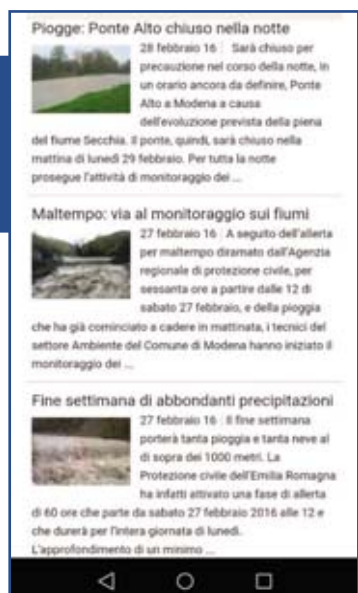 Piogge: Ponte Alto chiuso nella notte
28 febbraio 16 | Sarà chiuso per
precauzione nel corso della notte, in
un orario ancora da definire, Ponte
Alto a Modena a causa
dell'evoluzione prevista della piena
del fiume Secchia. Il ponte, quindi, sarà chiuso nella
mattina di lunedì 29 febbraio. Per tutta la notte
prosegue l'attività di monitoraggio dei ...
Maltempo: via al monitoraggio sui fiumi
27 febbraio 16 | A seguito dell'allerta
per maltempo diramato dall'Agenzia
regionale di protezione civile, per
sessanta ore a partire dalle 12 di
sabato 27 febbraio, e della pioggia
che ha già cominciato a cadere in mattinata, i tecnici del
settore Ambiente del Comune di Modena hanno iniziato il
monitoraggio dei ...
Fine settimana di abbondanti precipitazioni
27 febbraio 16 | Il fine settimana
porterà tanta pioggia e tanta neve al
di sopra dei 1000 metri. La
Protezione civile dell'Emilia Romagna
ha infatti attivato una fase di allerta
di 60 ore che parte da sabato 27 febbraio 2016 alle 12 e
che durerà per l'intera giornata di lunedì.
L'approfondimento di un minimo ...